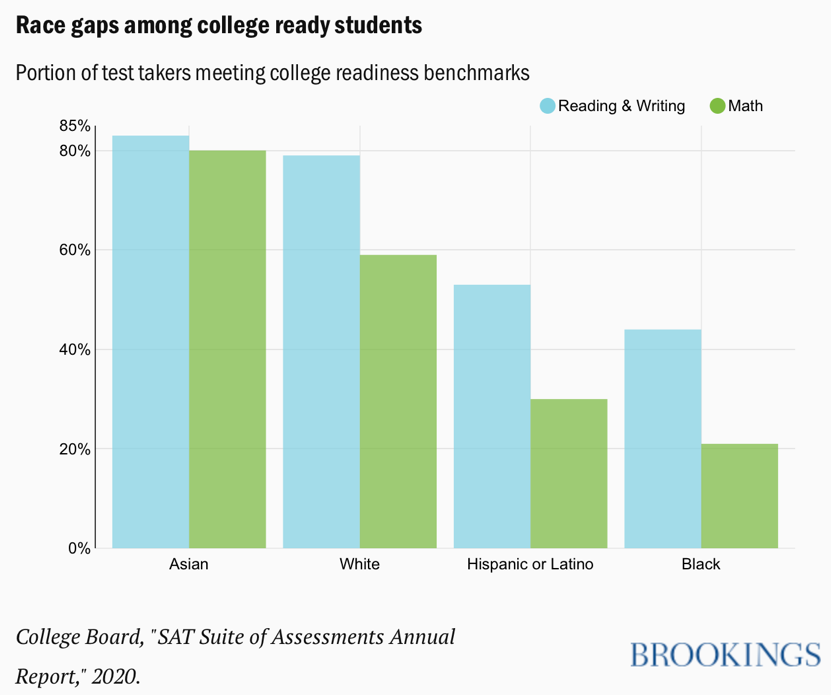 Race gaps among college ready students
Portion of test takers meeting college readiness benchmarks
Reading & Writing
Math
85%
80%
60%
40%
20%
0%
Asian
White
Hispanic or Latino
Black
College Board, "SAT Suite of Assessments Annual
Report," 2020.
BROOKINGS